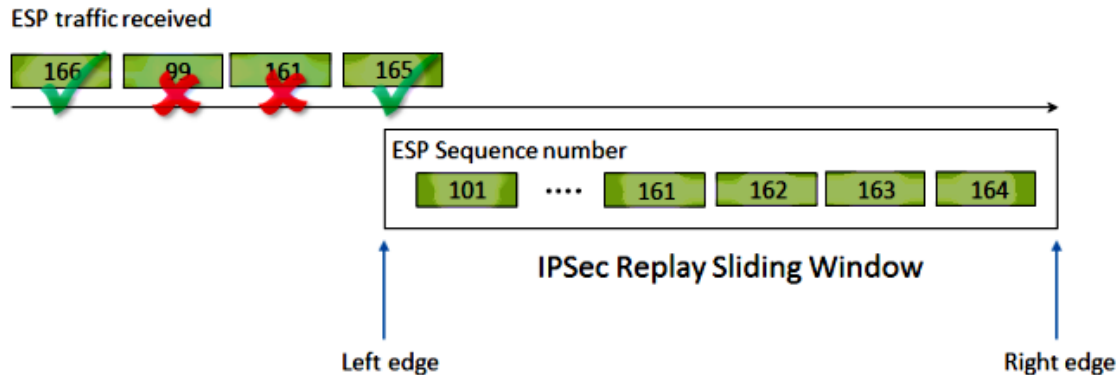 ESP traffic received
166 99 161 165
ESP Sequence number
101 .... 161 162 163 164
IPSec Replay Sliding Window
Left edge Right edge